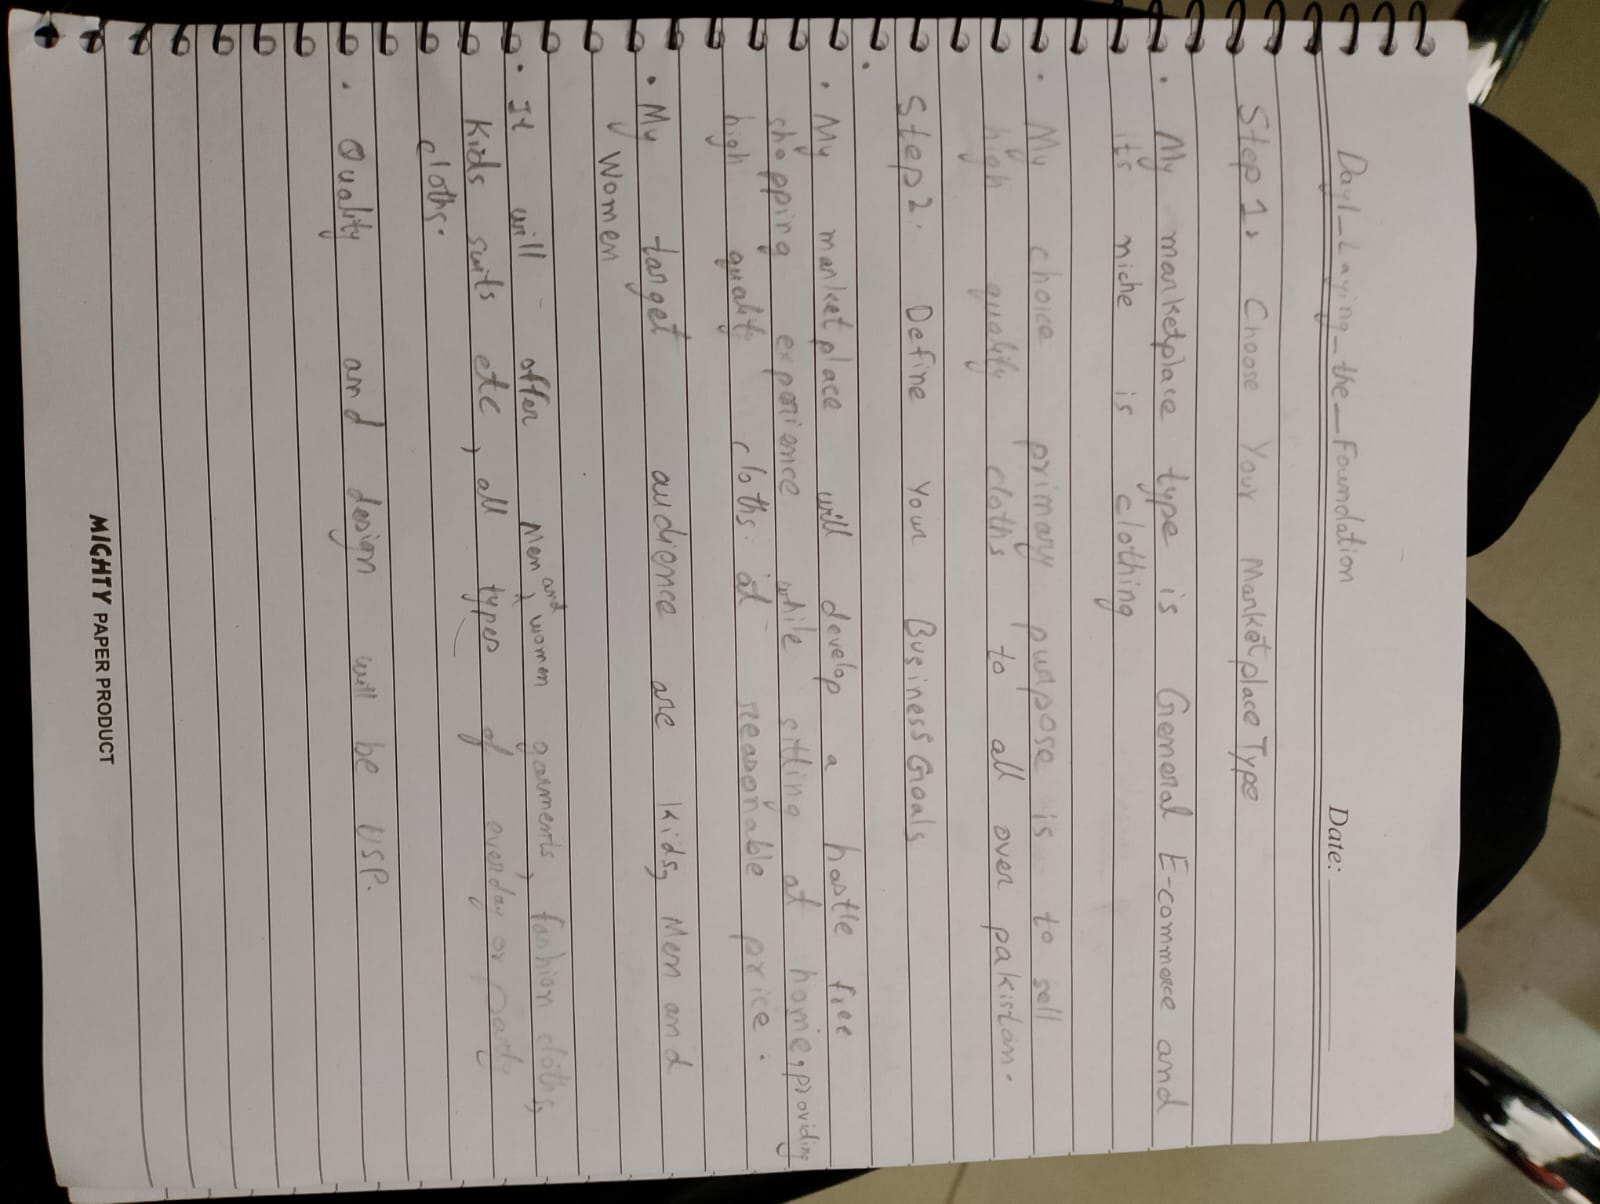 Day1_Laying_the_Foundation
Date:
Step 1: Choose Your Marketplace Type
• My marketplace type is General E-commerce and
it's niche is clothing
• My choice primary purpose is to sell
high quality cloths to all over pakistan.
Step 2: Define Your Business Goals
• My marketplace will develop a hastle free
shopping experience while sitting at home, providing
high quality cloths at reasonable price.
• My target audience are Kids, Men and
Women
• It will offer Men and women garments, fashion cloths,
Kids suits etc, all types of everday or party
cloths.
• Quality and design will be USP.
MIGHTY PAPER PRODUCT